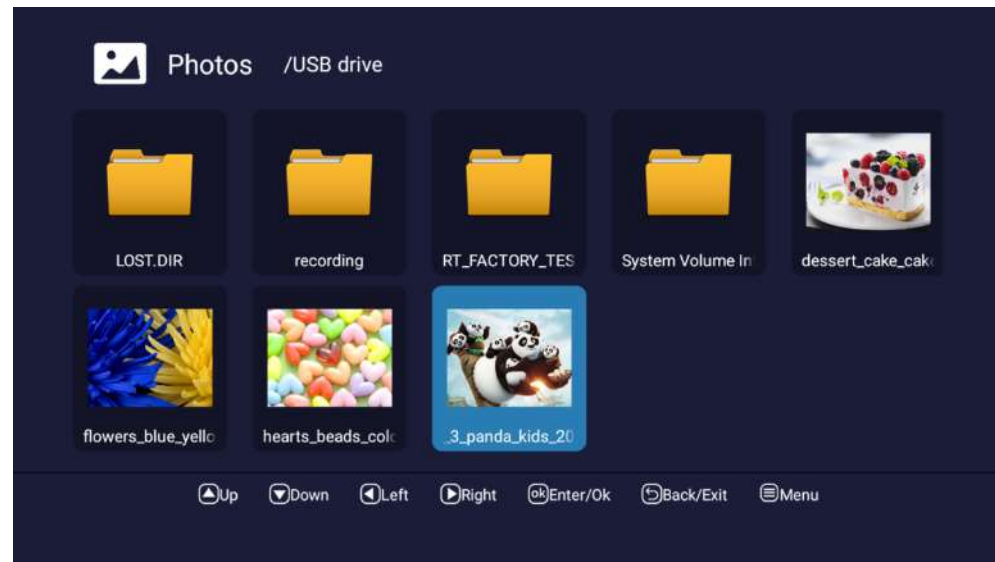 Photos /USB drive
LOST.DIR recording RT_FACTORY_TES System Volume In dessert_cake_cak
flowers_blue_yello hearts_beads_col _3_panda_kids_20
Up Down Left Right ok Enter/Ok Back/Exit Menu